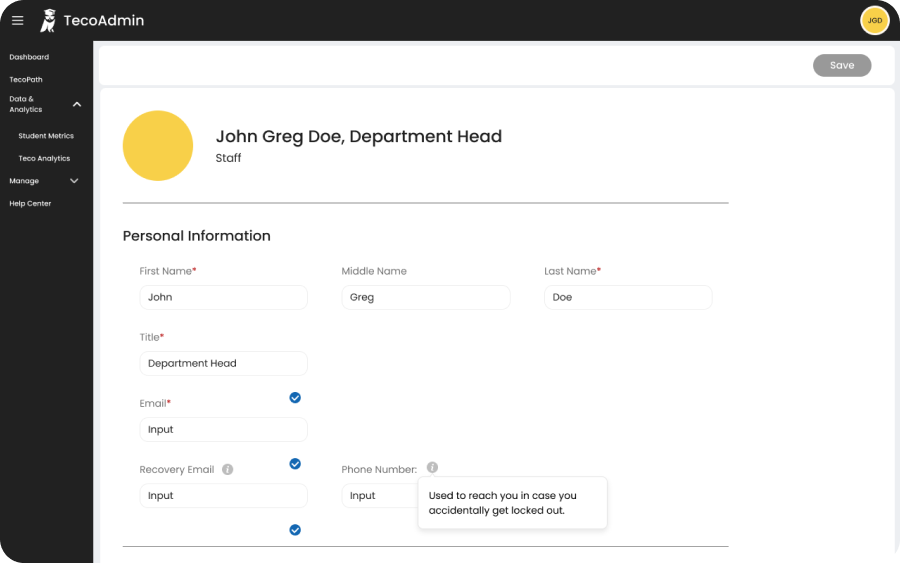 TecoAdmin
JGD
Dashboard
TecoPath
Data &
Analytics
Student Metrics
Teco Analytics
Manage
Help Center
Save
John Greg Doe, Department Head
Staff
Personal Information
First Name*
Middle Name
Last Name*
John
Greg
Doe
Title*
Department Head
Email*
Input
Recovery Email i
Phone Number: i
Input
Input
Used to reach you in case you
accidentally get locked out.